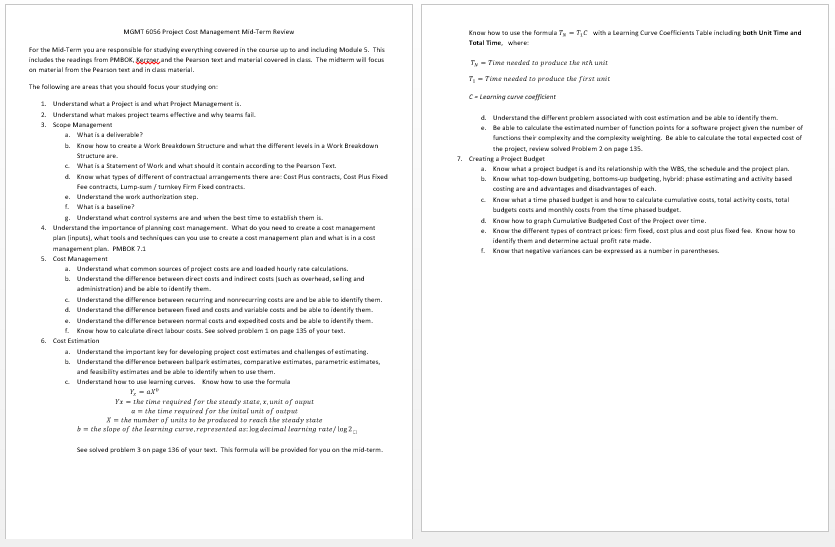 MGMT 6056 Project Cost Management Mid-Term Review
For the Mid-Term you are responsible for studying everything covered in the course up to and including Module 5. This
includes the readings from PMBOK, Kerzner and the Pearson text and material covered in class. The midterm will focus
on material from the Pearson text and in class material.
The following are areas that you should focus your studying on:
1. Understand what a Project is and what Project Management is.
2. Understand what makes project teams effective and why teams fail.
3. Scope Management
a. What is a deliverable?
b. Know how to create a Work Breakdown Structure and what the different levels in a Work Breakdown
Structure are.
c. What is a Statement of Work and what should it contain according to the Pearson Text.
d. Know what types of different of contractual arrangements there are: Cost Plus contracts, Cost Plus Fixed
Fee contracts, Lump-sum / turnkey Firm Fixed contracts.
e. Understand the work authorization step.
f. What is a baseline?
g. Understand what control systems are and when the best time to establish them is.
4. Understand the importance of planning cost management. What do you need to create a cost management
plan (inputs), what tools and techniques can you use to create a cost management plan and what is in a cost
management plan. PMBOK 7.1
5. Cost Management
a. Understand what common sources of project costs are and loaded hourly rate calculations.
b. Understand the difference between direct costs and indirect costs (such as overhead, selling and
administration) and be able to identify them.
c. Understand the difference between recurring and nonrecurring costs are and be able to identify them.
d. Understand the difference between fixed and costs and variable costs and be able to identify them.
e. Understand the difference between normal costs and expedited costs and be able to identify them.
f. Know how to calculate direct labour costs. See solved problem 1 on page 135 of your text.
6. Cost Estimation
a. Understand the important key for developing project cost estimates and challenges of estimating.
b. Understand the difference between ballpark estimates, comparative estimates, parametric estimates,
and feasibility estimates and be able to identify when to use them.
c. Understand how to use learning curves. Know how to use the formula
Yₓ = aXᵇ
Yx = the time required for the steady state, x, unit of ouput
a = the time required for the inital unit of output
X = the number of units to be produced to reach the steady state
b = the slope of the learning curve, represented as: log decimal learning rate/ log 2
See solved problem 3 on page 136 of your text. This formula will be provided for you on the mid-term.
Know how to use the formula T_N = T₁C with a Learning Curve Coefficients Table including both Unit Time and
Total Time, where:
T_N = Time needed to produce the nth unit
T₁ = Time needed to produce the first unit
C = Learning curve coefficient
d. Understand the different problem associated with cost estimation and be able to identify them.
e. Be able to calculate the estimated number of function points for a software project given the number of
functions their complexity and the complexity weighting. Be able to calculate the total expected cost of
the project, review solved Problem 2 on page 135.
7. Creating a Project Budget
a. Know what a project budget is and its relationship with the WBS, the schedule and the project plan.
b. Know what top-down budgeting, bottoms-up budgeting, hybrid: phase estimating and activity based
costing are and advantages and disadvantages of each.
c. Know what a time phased budget is and how to calculate cumulative costs, total activity costs, total
budgets costs and monthly costs from the time phased budget.
d. Know how to graph Cumulative Budgeted Cost of the Project over time.
e. Know the different types of contract prices: firm fixed, cost plus and cost plus fixed fee. Know how to
identify them and determine actual profit rate made.
f. Know that negative variances can be expressed as a number in parentheses.